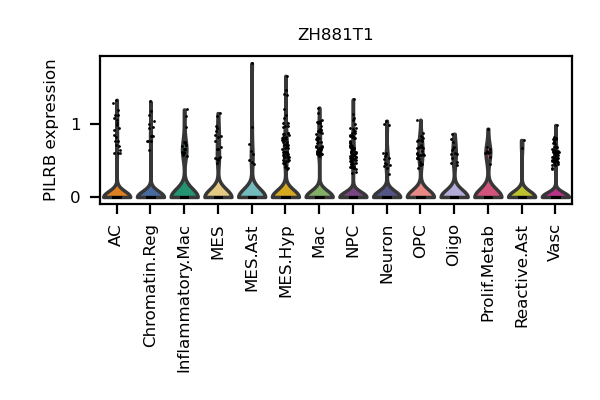 ZH881T1
PILRB expression
1
0
AC
Chromatin.Reg
Inflammatory.Mac
MES
MES.Ast
MES.Hyp
Mac
NPC
Neuron
OPC
Oligo
Prolif.Metab
Reactive.Ast
Vasc